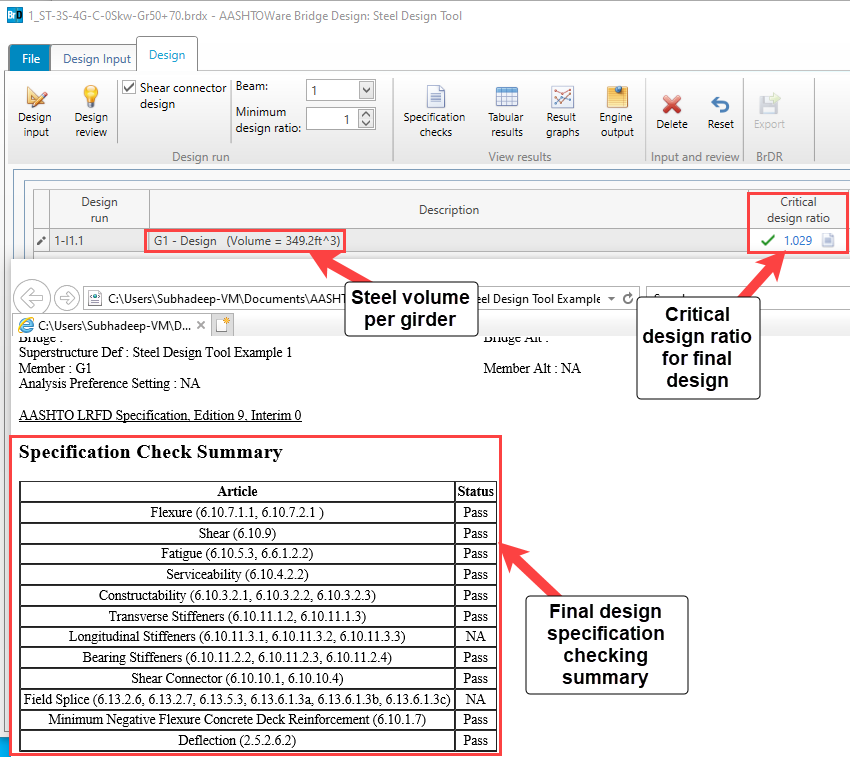 BrD 1_ST-3S-4G-C-0Skw-Gr50+70.brdx - AASHTOWare Bridge Design: Steel Design Tool
File Design Input Design
Design input
Design review
Shear connector design
Beam: 1
Minimum design ratio: 1
Specification checks
Tabular results
Result graphs
Engine output
Delete
Reset
Export
Design run
View results
Input and review
BrDR
Design run
Description
Critical design ratio
1-I1.1 G1 - Design (Volume = 349.2ft^3) 1.029
C:\Users\Subhadeep-VM\Documents\AASHT
eel Design Tool Example
Steel volume
per girder
Critical
design ratio
for final
design
C:\Users\Subhadeep-VM\D...
Bridge :
Bridge Alt :
Superstructure Def : Steel Design Tool Example 1
Member : G1
Member Alt : NA
Analysis Preference Setting : NA
AASHTO LRFD Specification, Edition 9, Interim 0
Specification Check Summary
Article Status
Flexure (6.10.7.1.1, 6.10.7.2.1 ) Pass
Shear (6.10.9) Pass
Fatigue (6.10.5.3, 6.6.1.2.2) Pass
Serviceability (6.10.4.2.2) Pass
Constructability (6.10.3.2.1, 6.10.3.2.2, 6.10.3.2.3) Pass
Transverse Stiffeners (6.10.11.1.2, 6.10.11.1.3) Pass
Longitudinal Stiffeners (6.10.11.3.1, 6.10.11.3.2, 6.10.11.3.3) NA
Bearing Stiffeners (6.10.11.2.2, 6.10.11.2.3, 6.10.11.2.4) Pass
Shear Connector (6.10.10.1, 6.10.10.4) Pass
Field Splice (6.13.2.6, 6.13.2.7, 6.13.5.3, 6.13.6.1.3a, 6.13.6.1.3b, 6.13.6.1.3c) NA
Minimum Negative Flexure Concrete Deck Reinforcement (6.10.1.7) Pass
Deflection (2.5.2.6.2) Pass
Final design
specification
checking
summary